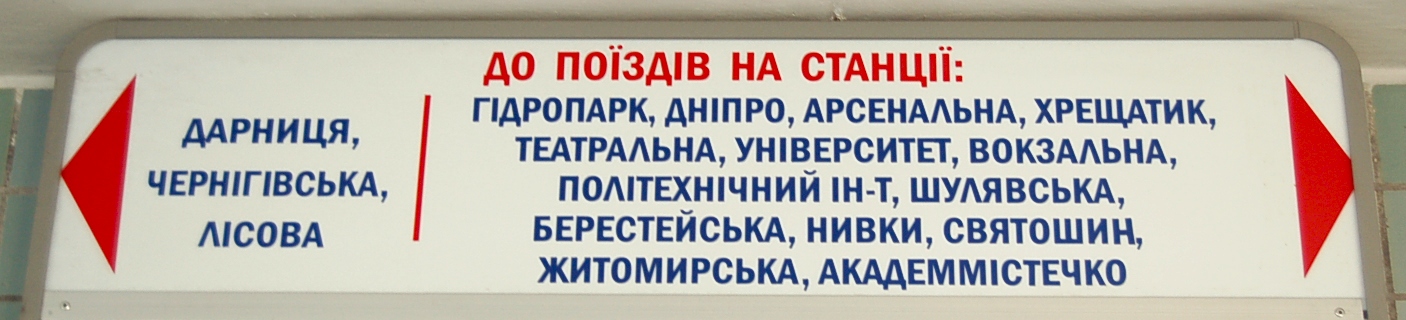 ДО ПОЇЗДІВ НА СТАНЦІЇ:
ДАРНИЦЯ,
ЧЕРНІГІВСЬКА,
ЛІСОВА
ГІДРОПАРК, ДНІПРО, АРСЕНАЛЬНА, ХРЕЩАТИК,
ТЕАТРАЛЬНА, УНІВЕРСИТЕТ, ВОКЗАЛЬНА,
ПОЛІТЕХНІЧНИЙ ІН-Т, ШУЛЯВСЬКА,
БЕРЕСТЕЙСЬКА, НИВКИ, СВЯТОШИН,
ЖИТОМИРСЬКА, АКАДЕММІСТЕЧКО